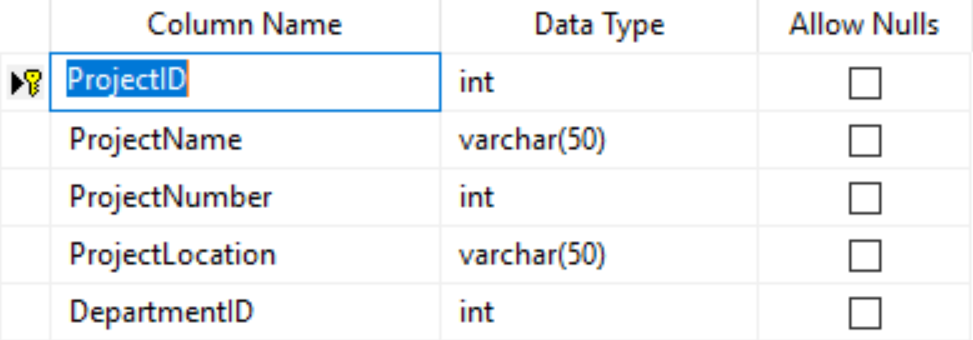 Column Name Data Type Allow Nulls
ProjectID int
ProjectName varchar(50)
ProjectNumber int
ProjectLocation varchar(50)
DepartmentID int